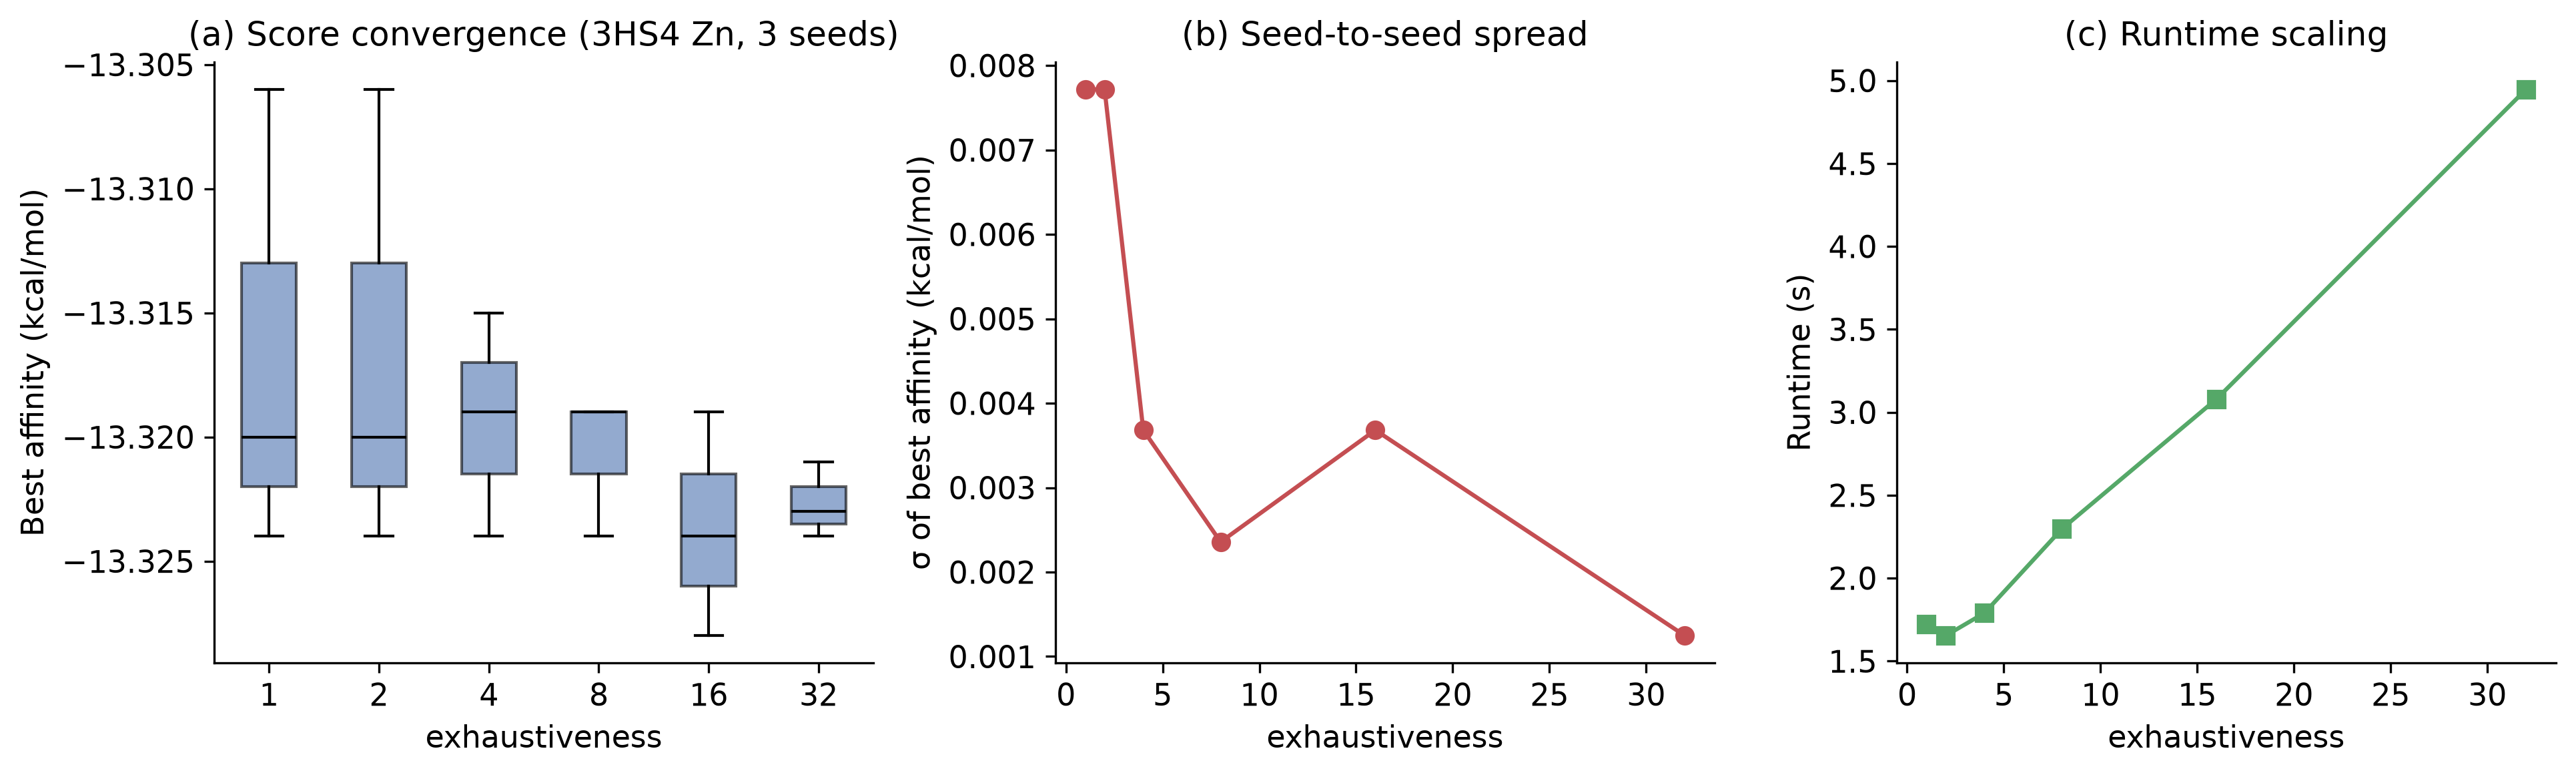 (a) Score convergence (3HS4 Zn, 3 seeds)
Best affinity (kcal/mol)
−13.305
−13.310
−13.315
−13.320
−13.325
1 2 4 8 16 32
exhaustiveness
(b) Seed-to-seed spread
σ of best affinity (kcal/mol)
0.008
0.007
0.006
0.005
0.004
0.003
0.002
0.001
0 5 10 15 20 25 30
exhaustiveness
(c) Runtime scaling
Runtime (s)
5.0
4.5
4.0
3.5
3.0
2.5
2.0
1.5
0 5 10 15 20 25 30
exhaustiveness